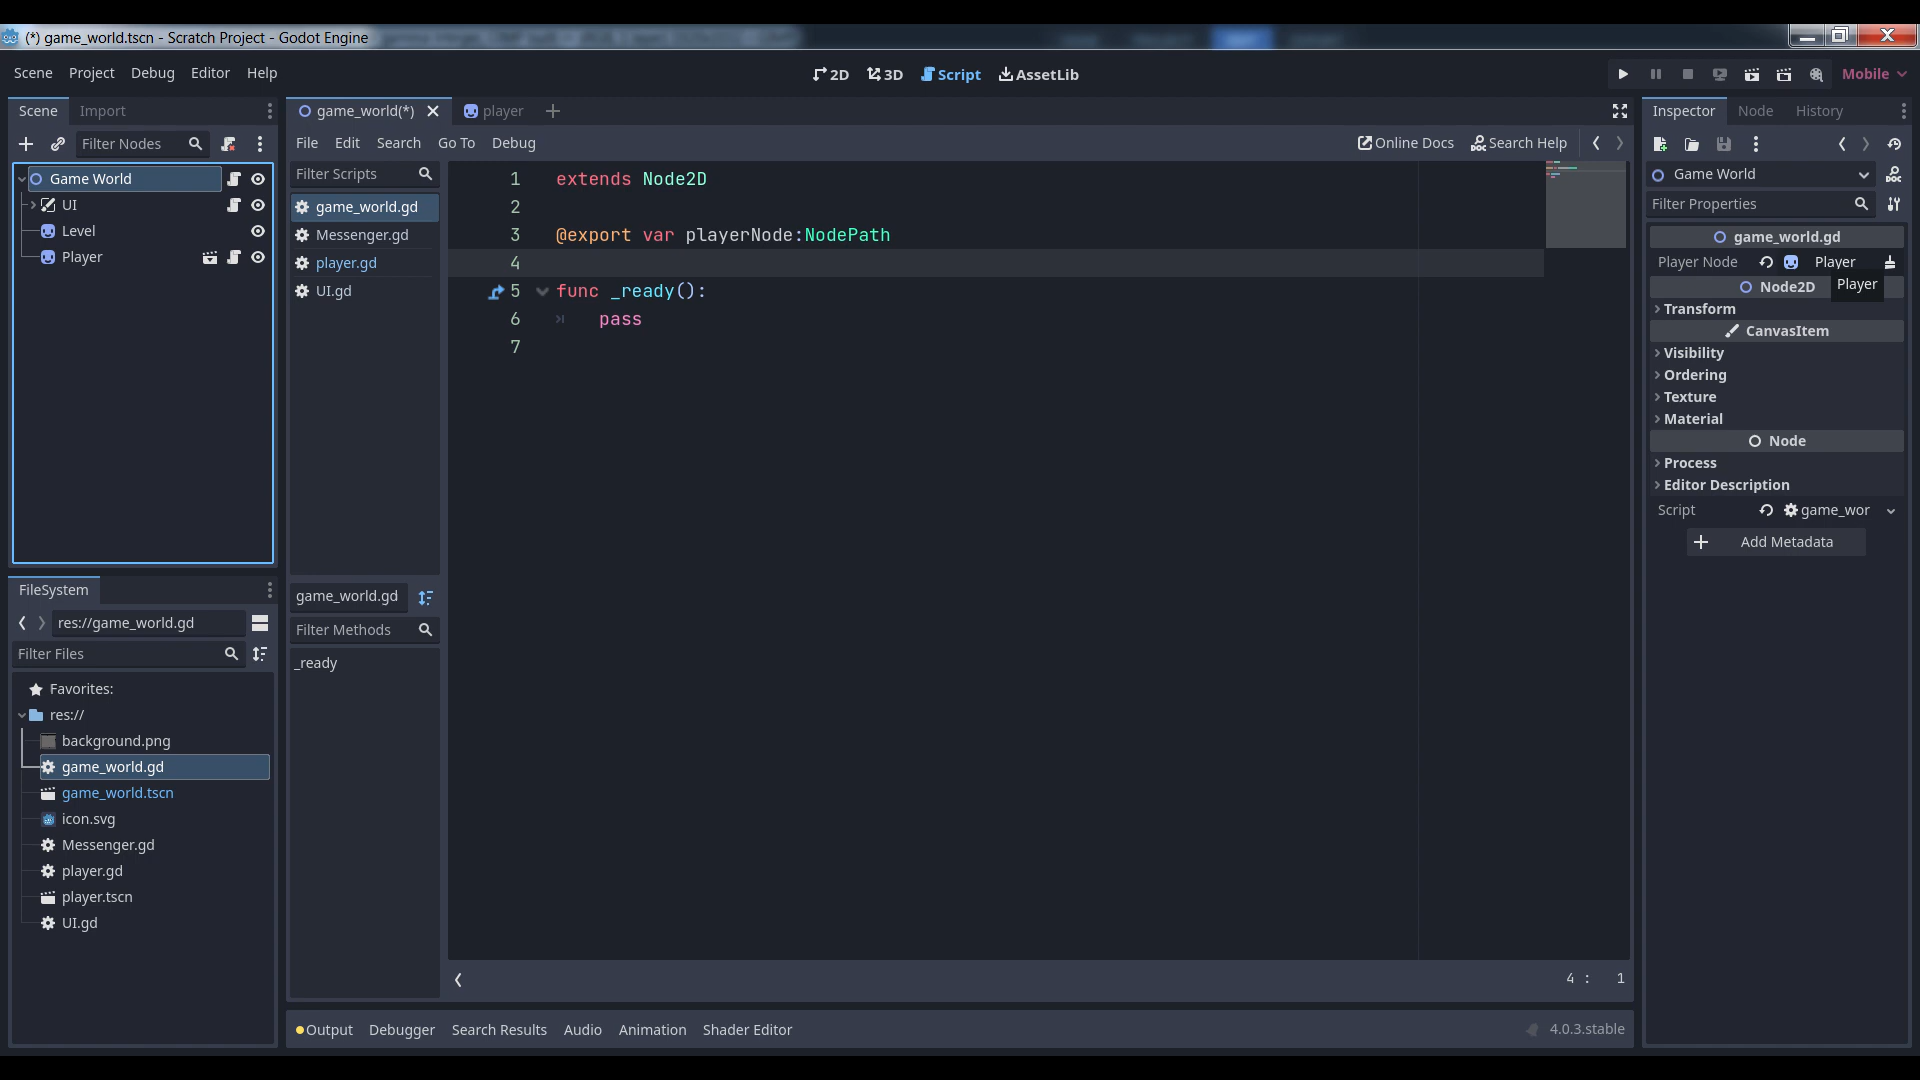 (*) game_world.tscn - Scratch Project - Godot Engine
Scene Project Debug Editor Help
2D 3D Script AssetLib
Mobile
Scene Import
Filter Nodes
Game World
UI
Level
Player
FileSystem
res://game_world.gd
Filter Files
Favorites:
res://
background.png
game_world.gd
game_world.tscn
icon.svg
Messenger.gd
player.gd
player.tscn
UI.gd
game_world(*) player
File Edit Search Go To Debug
Online Docs Search Help
Filter Scripts
game_world.gd
Messenger.gd
player.gd
UI.gd
game_world.gd
Filter Methods
_ready
1 extends Node2D
2
3 @export var playerNode:NodePath
4
5 func _ready():
6 pass
7
4 : 1
Output Debugger Search Results Audio Animation Shader Editor
4.0.3.stable
Inspector Node History
Game World
Filter Properties
game_world.gd
Player Node Player
Node2D
Player
Transform
CanvasItem
Visibility
Ordering
Texture
Material
Node
Process
Editor Description
Script game_wor
Add Metadata